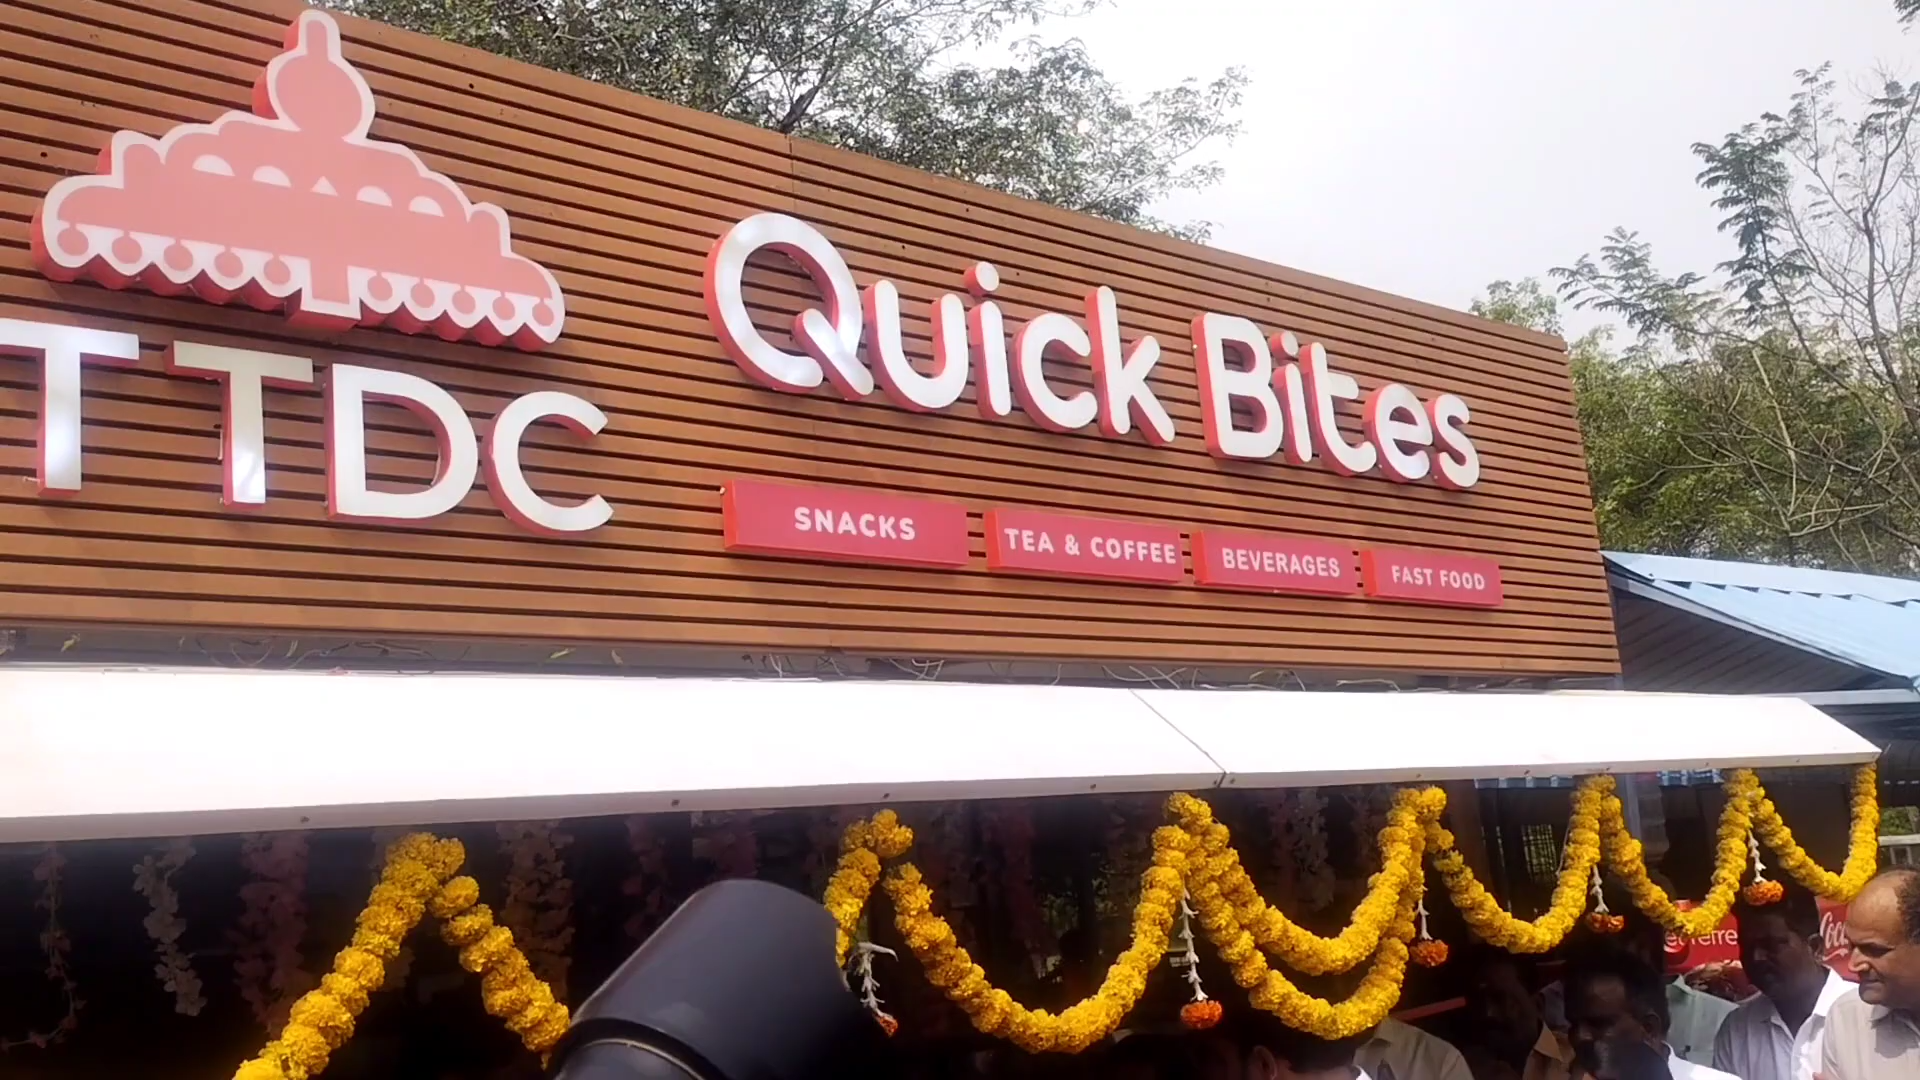 TTDC
Quick Bites
SNACKS
TEA & COFFEE
BEVERAGES
FAST FOOD